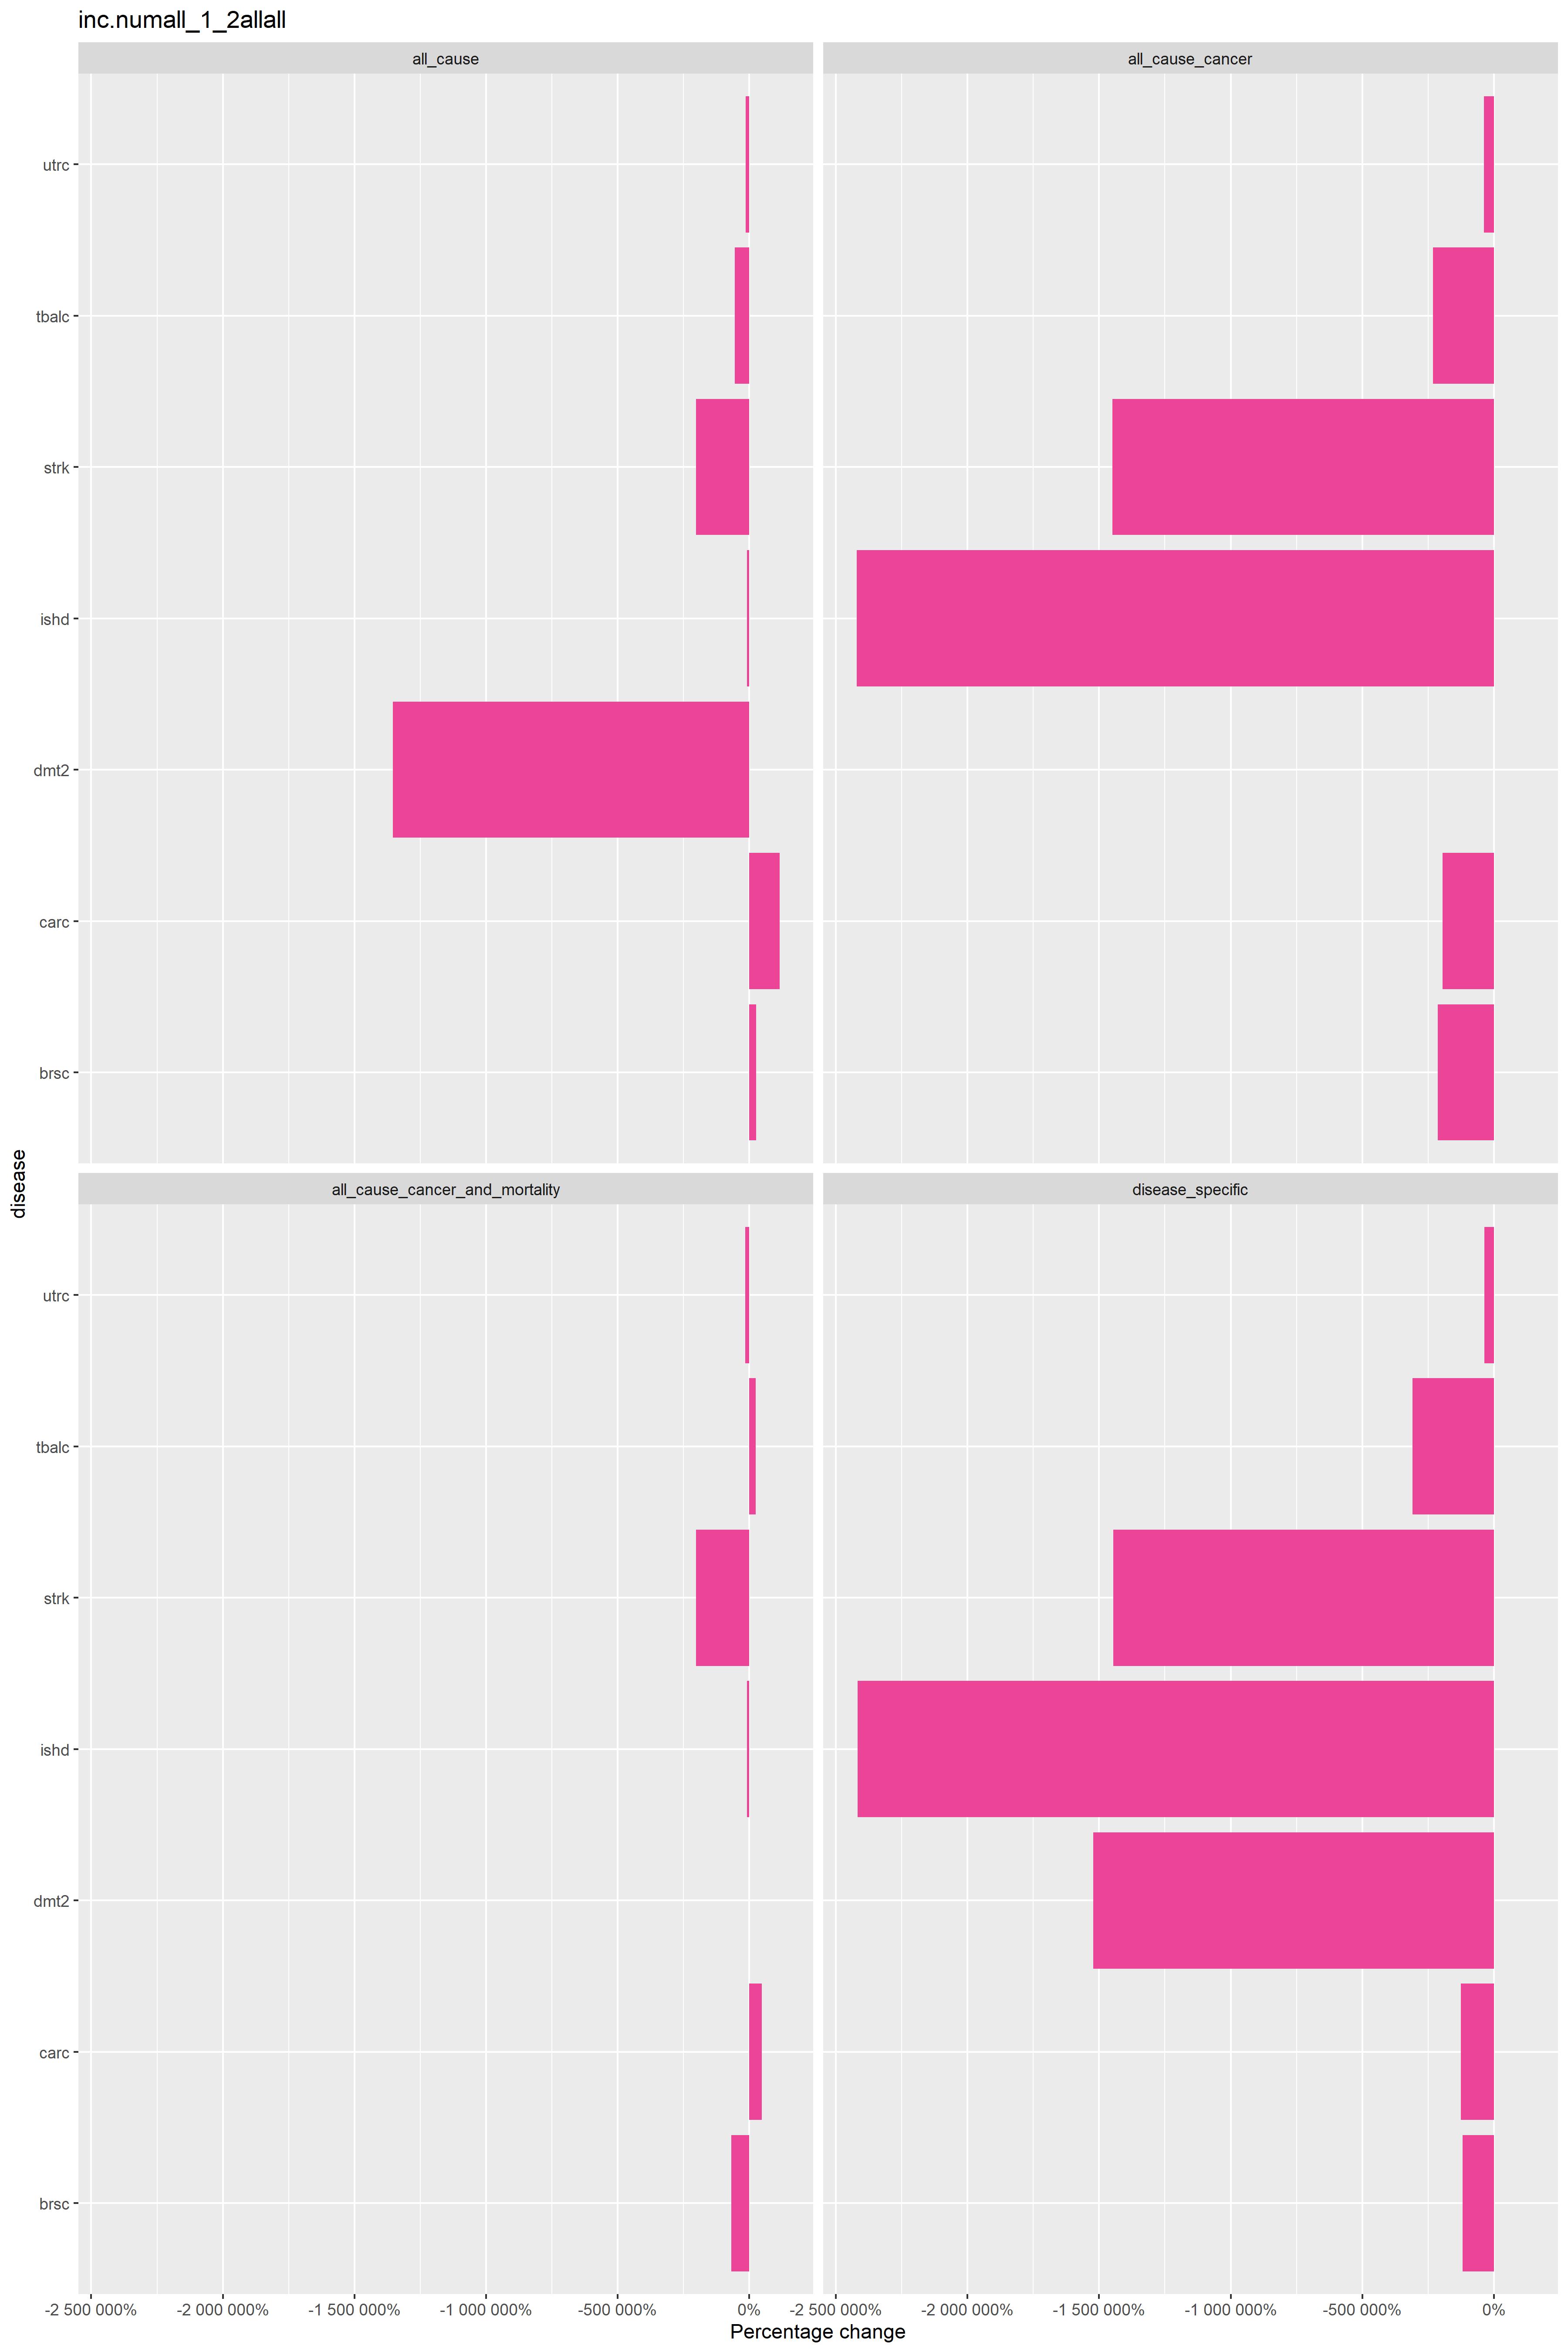 inc.numall_1_2allall
all_cause
all_cause_cancer
utrc
tbalc
strk
ishd
dmt2
carc
brsc
disease
all_cause_cancer_and_mortality
disease_specific
utrc
tbalc
strk
ishd
dmt2
carc
brsc
-2 500 000% -2 000 000% -1 500 000% -1 000 000% -500 000% 0% -2 500 000% -2 000 000% -1 500 000% -1 000 000% -500 000% 0%
Percentage change